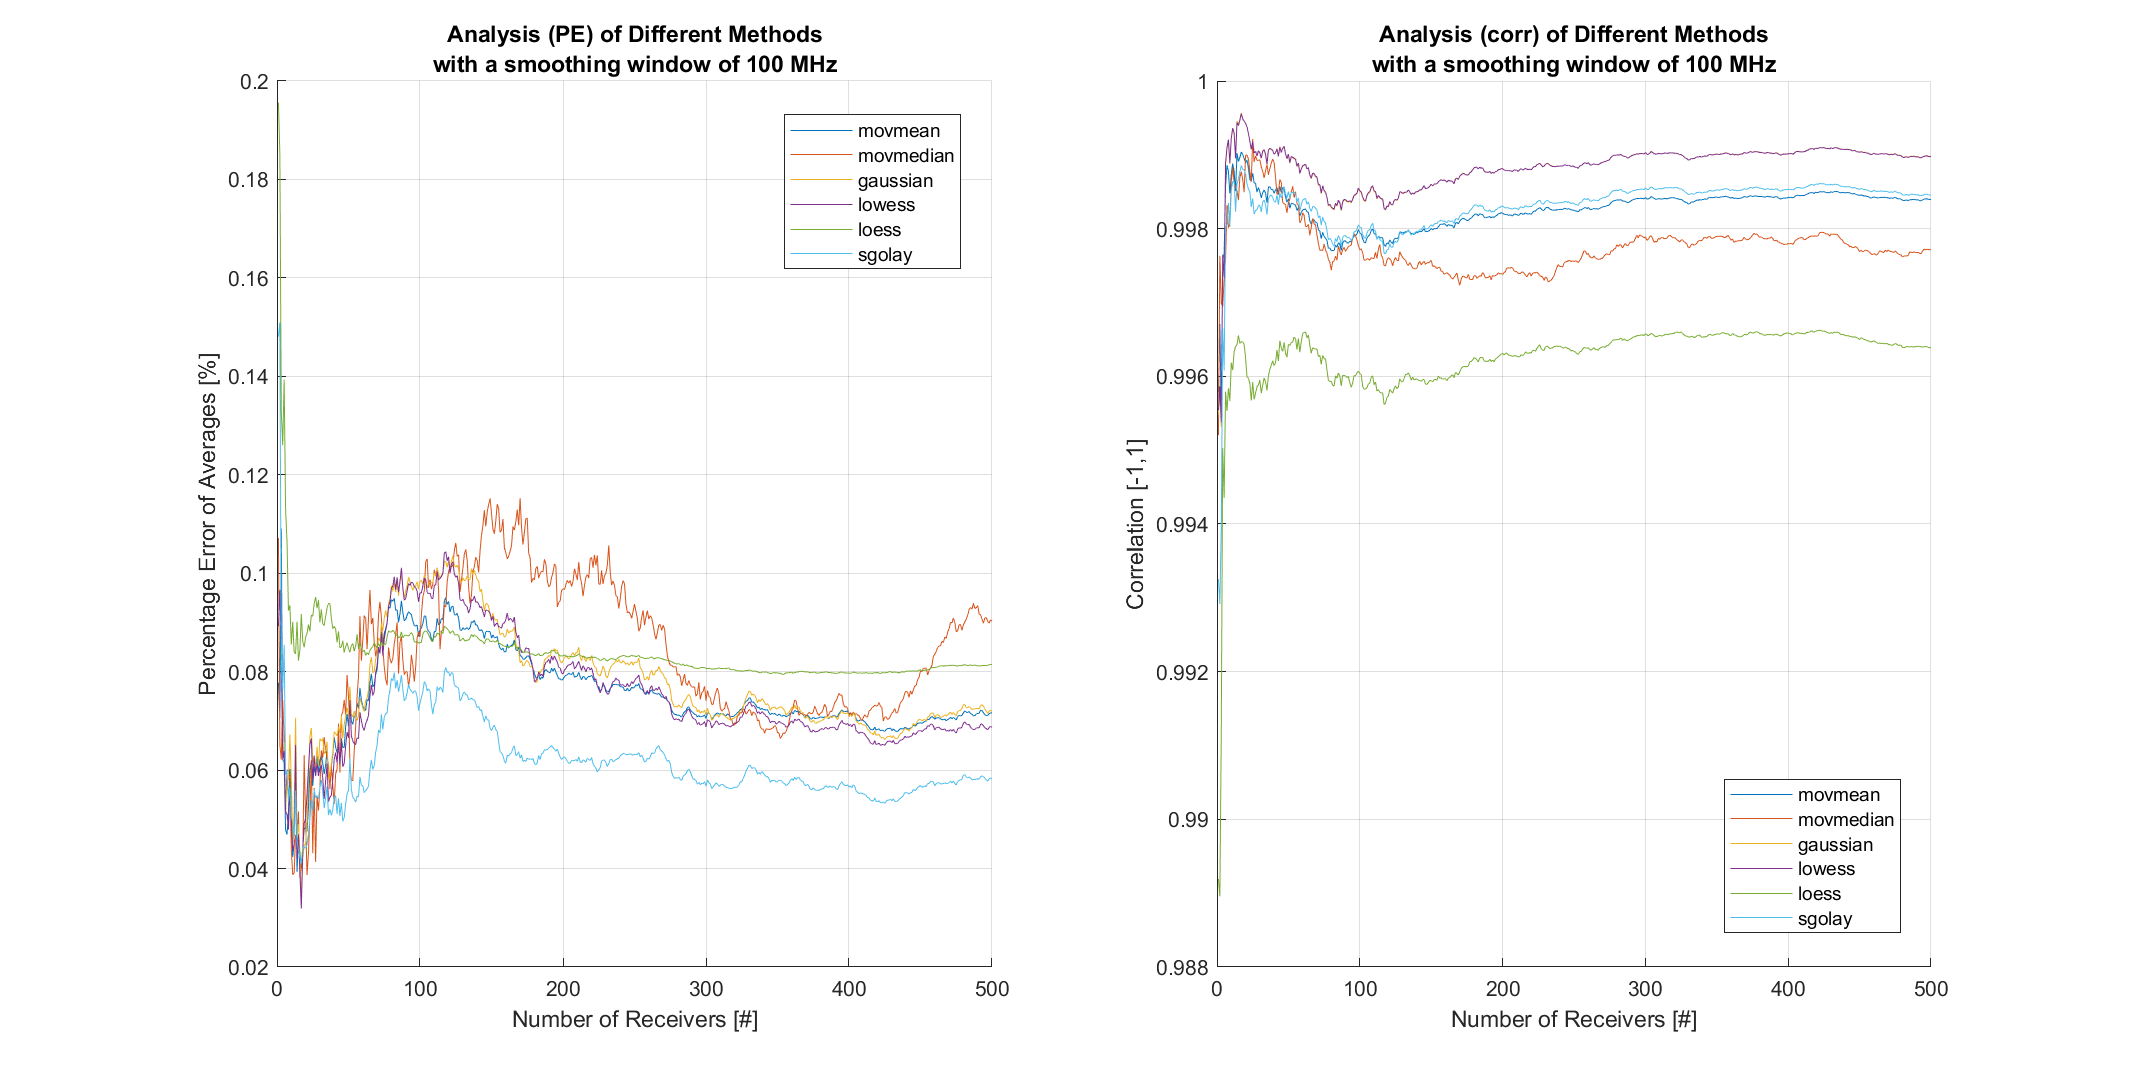 Analysis (PE) of Different Methods
with a smoothing window of 100 MHz
0.2
0.18
0.16
0.14
0.12
0.1
0.08
0.06
0.04
0.02
Percentage Error of Averages [%]
0 100 200 300 400 500
Number of Receivers [#]
movmean
movmedian
gaussian
lowess
loess
sgolay
Analysis (corr) of Different Methods
with a smoothing window of 100 MHz
1
0.998
0.996
0.994
0.992
0.99
0.988
Correlation [-1,1]
0 100 200 300 400 500
Number of Receivers [#]
movmean
movmedian
gaussian
lowess
loess
sgolay